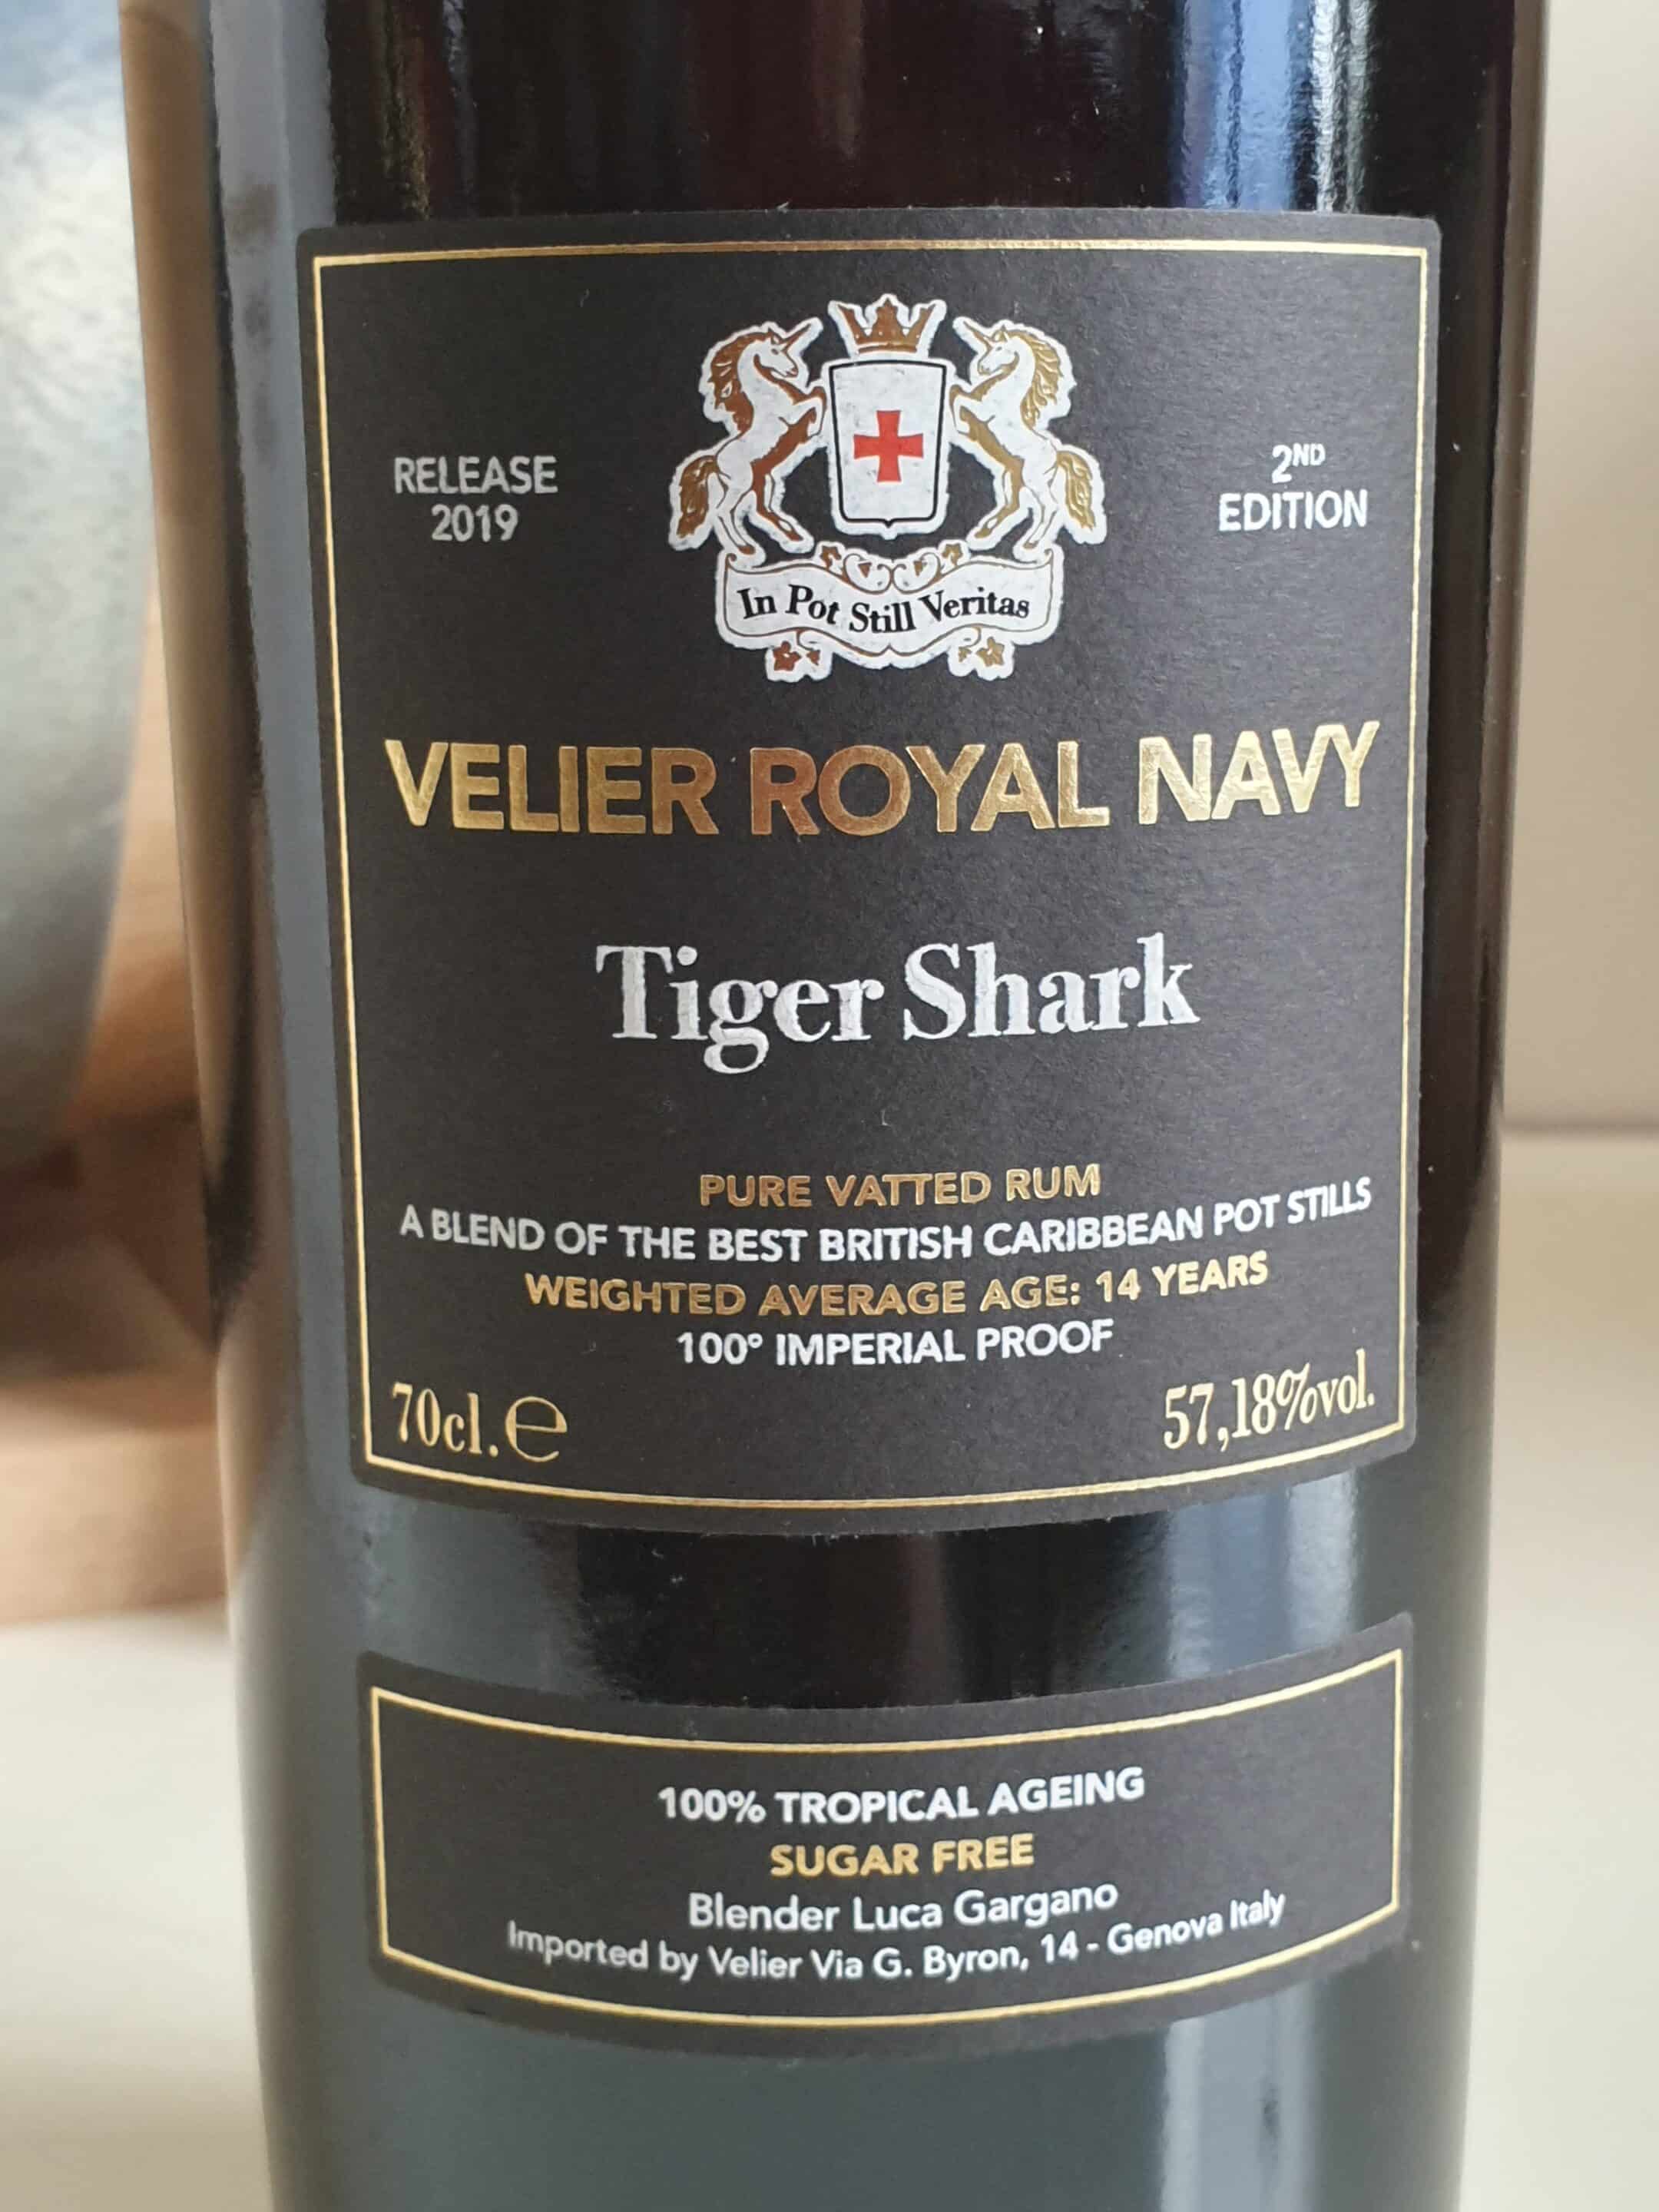 RELEASE
2019
2ND
EDITION
In Pot Still Veritas
VELIER ROYAL NAVY
Tiger Shark
PURE VATTED RUM
A BLEND OF THE BEST BRITISH CARIBBEAN POT STILLS
WEIGHTED AVERAGE AGE: 14 YEARS
100° IMPERIAL PROOF
70cl. ℮
57,18%vol.
100% TROPICAL AGEING
SUGAR FREE
Blender Luca Gargano
Imported by Velier Via G. Byron, 14 - Genova Italy